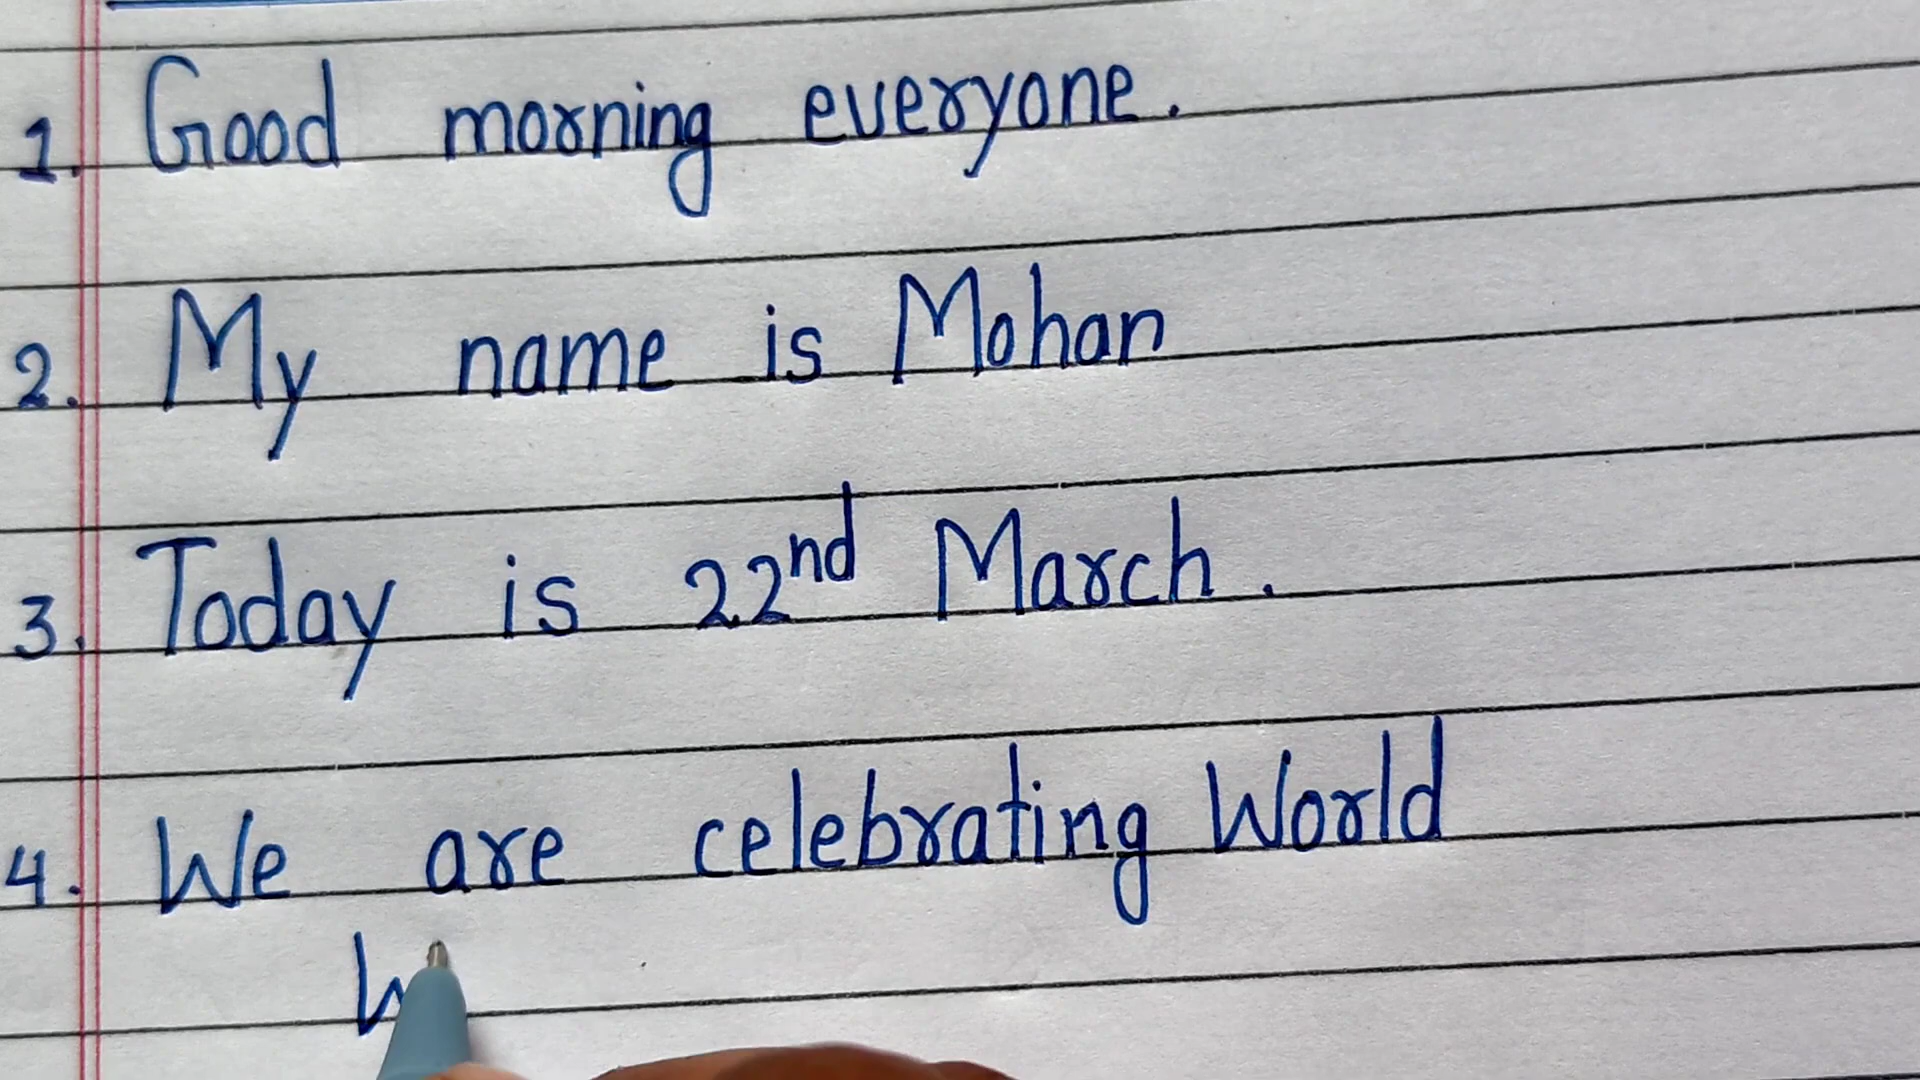 1. Good morning everyone.
2. My name is Mohan
3. Today is 22nd March.
4. We are celebrating World
W